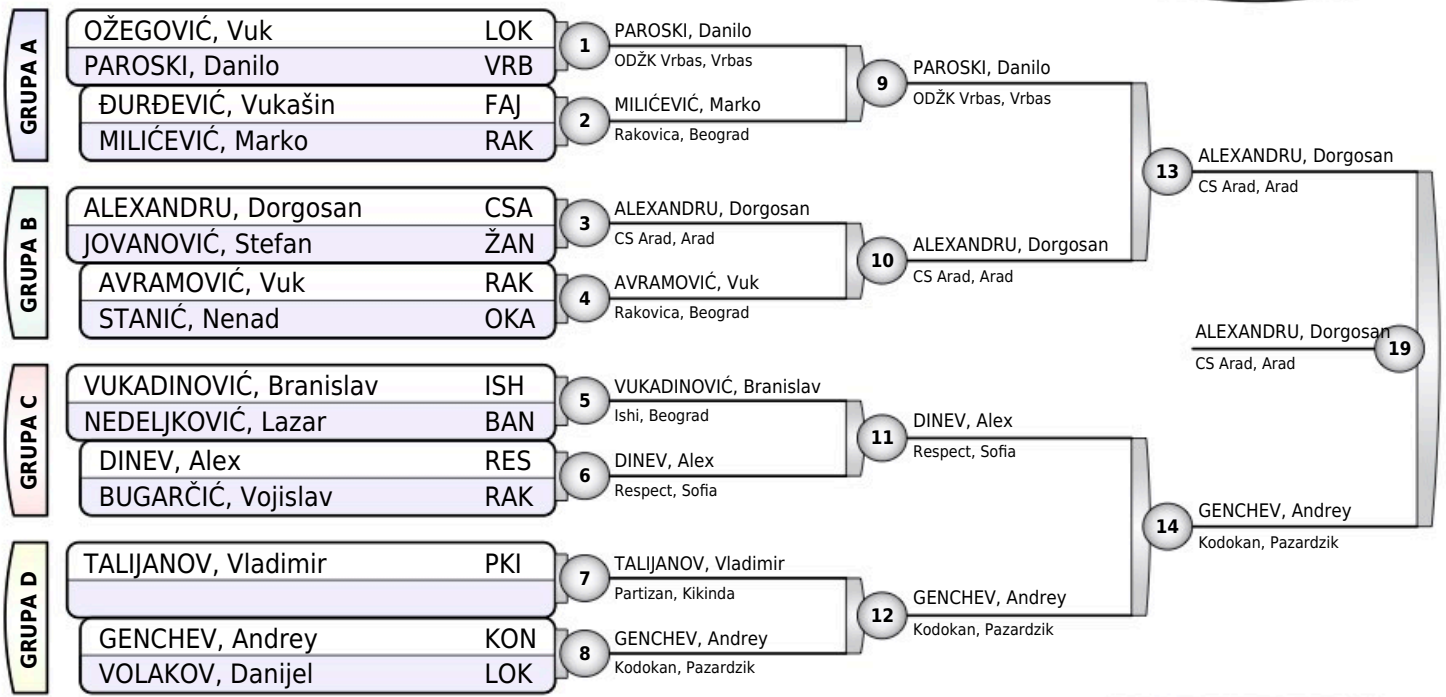 GRUPA A
OŽEGOVIĆ, Vuk LOK
PAROSKI, Danilo VRB
ĐURĐEVIĆ, Vukašin FAJ
MILIĆEVIĆ, Marko RAK
GRUPA B
ALEXANDRU, Dorgosan CSA
JOVANOVIĆ, Stefan ŽAN
AVRAMOVIĆ, Vuk RAK
STANIĆ, Nenad OKA
GRUPA C
VUKADINOVIĆ, Branislav ISH
NEDELJKOVIĆ, Lazar BAN
DINEV, Alex RES
BUGARČIĆ, Vojislav RAK
GRUPA D
TALIJANOV, Vladimir PKI
GENCHEV, Andrey KON
VOLAKOV, Danijel LOK
1
PAROSKI, Danilo
ODŽK Vrbas, Vrbas
2
MILIĆEVIĆ, Marko
Rakovica, Beograd
3
ALEXANDRU, Dorgosan
CS Arad, Arad
4
AVRAMOVIĆ, Vuk
Rakovica, Beograd
5
VUKADINOVIĆ, Branislav
Ishi, Beograd
6
DINEV, Alex
Respect, Sofia
7
TALIJANOV, Vladimir
Partizan, Kikinda
8
GENCHEV, Andrey
Kodokan, Pazardzik
9
PAROSKI, Danilo
ODŽK Vrbas, Vrbas
10
ALEXANDRU, Dorgosan
CS Arad, Arad
11
DINEV, Alex
Respect, Sofia
12
GENCHEV, Andrey
Kodokan, Pazardzik
13
ALEXANDRU, Dorgosan
CS Arad, Arad
14
GENCHEV, Andrey
Kodokan, Pazardzik
ALEXANDRU, Dorgosan
19
CS Arad, Arad